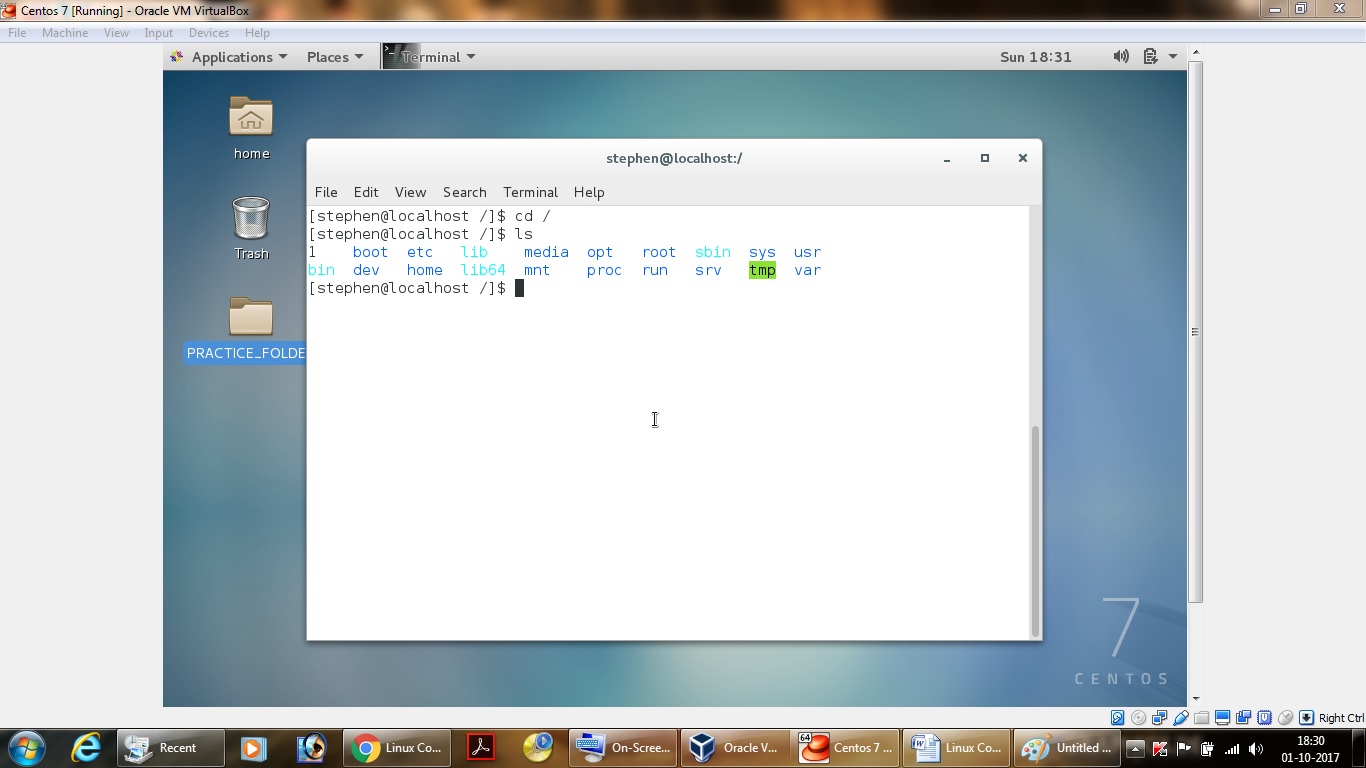 Centos 7 [Running] - Oracle VM VirtualBox
File Machine View Input Devices Help
Applications Places Terminal Sun 18:31
home
Trash
PRACTICE_FOLDE
stephen@localhost:/
File Edit View Search Terminal Help
[stephen@localhost /]$ cd /
[stephen@localhost /]$ ls
1 boot etc lib media opt root sbin sys usr
bin dev home lib64 mnt proc run srv tmp var
[stephen@localhost /]$
7
CENTOS
Right Ctrl
Recent Linux Co... On-Scree... Oracle V... 64 Centos 7 ... Linux Co... Untitled ... 18:30
01-10-2017